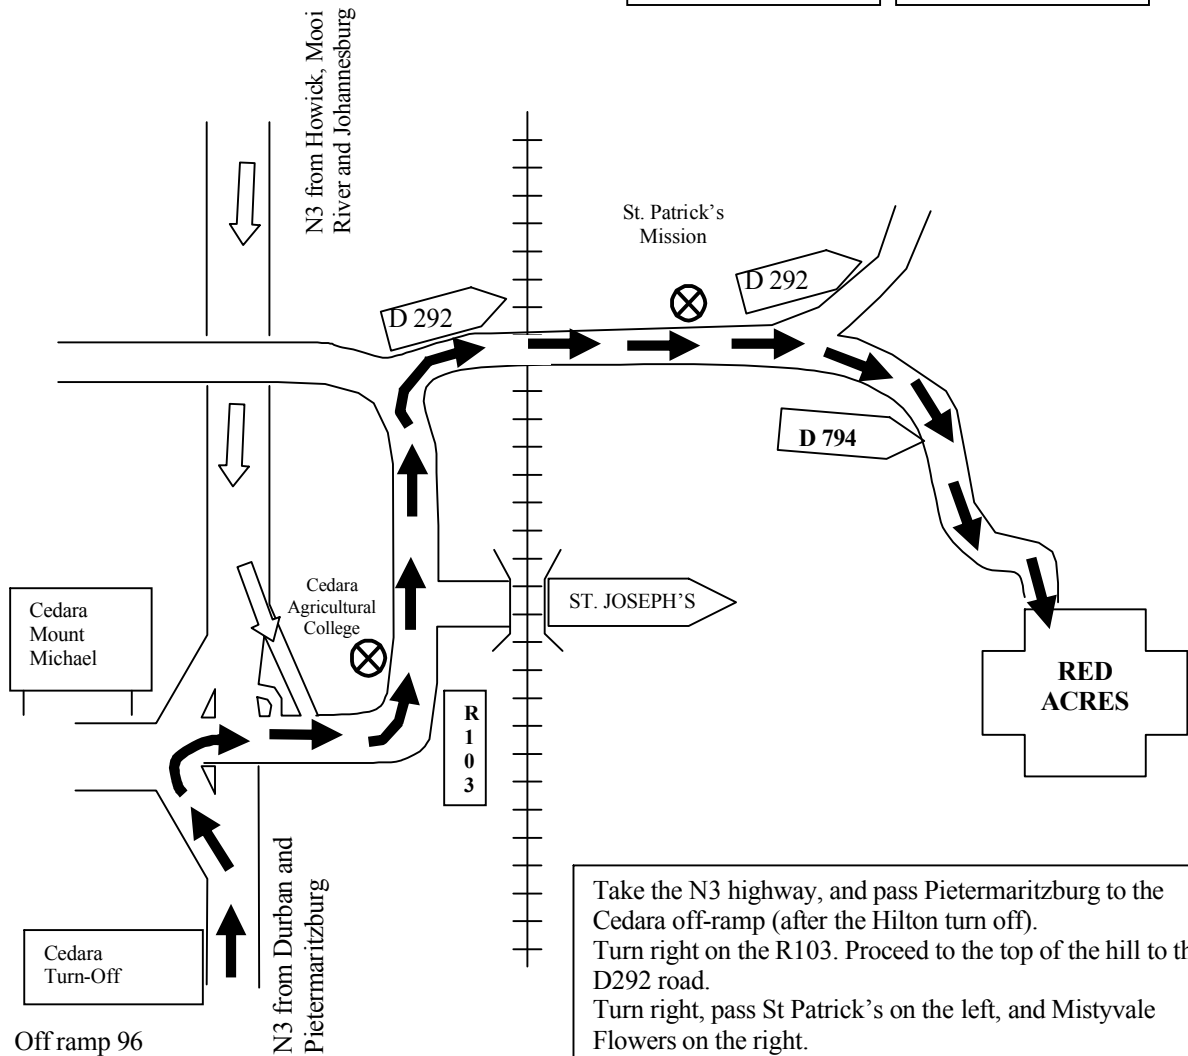 N3 from Howick, Mooi
River and Johannesburg
St. Patrick's
Mission
D 292
D 292
D 794
Cedara
Agricultural
College
ST. JOSEPH'S
Cedara
Mount
Michael
RED
ACRES
R
1
0
3
Cedara
Turn-Off
N3 from Durban and
Pietermaritzburg
Off ramp 96
Take the N3 highway, and pass Pietermaritzburg to the
Cedara off-ramp (after the Hilton turn off).
Turn right on the R103. Proceed to the top of the hill to th
D292 road.
Turn right, pass St Patrick's on the left, and Mistyvale
Flowers on the right.